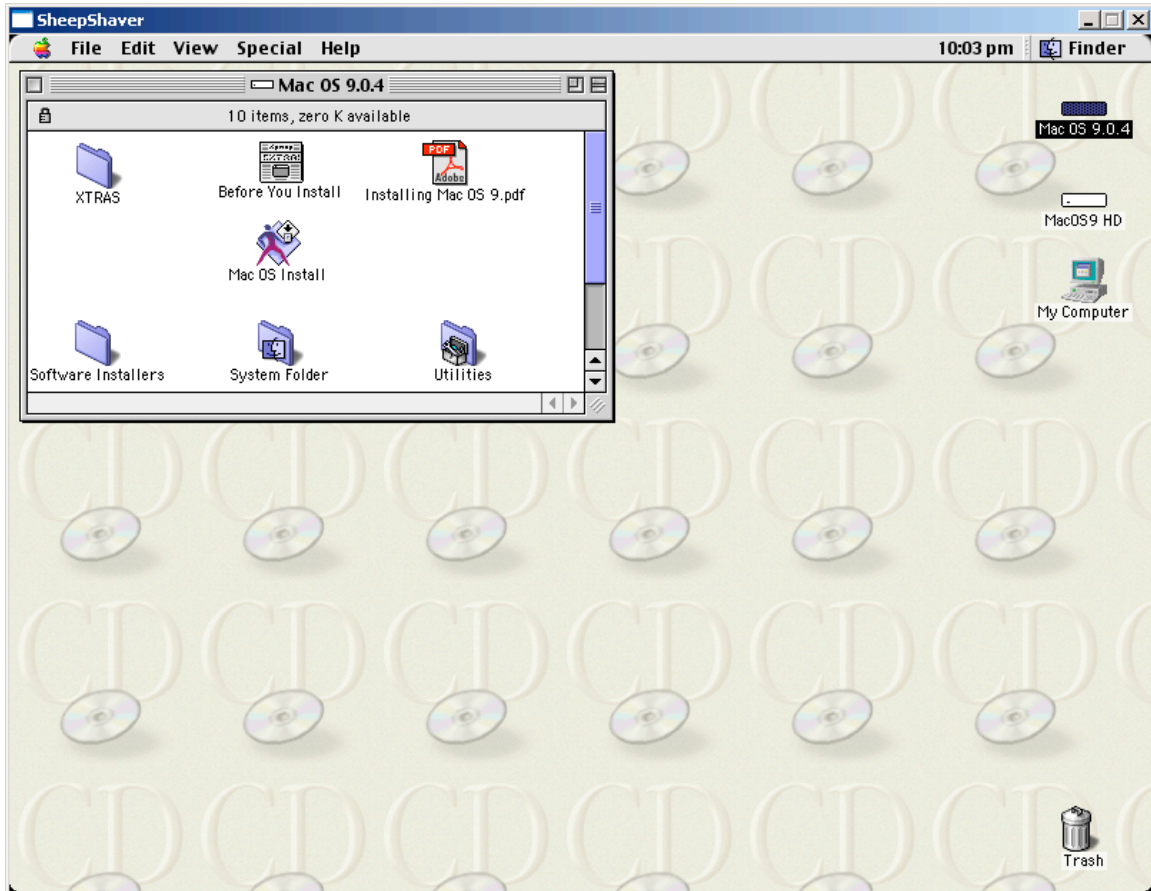 SheepShaver
File Edit View Special Help
10:03 pm
Finder
Mac OS 9.0.4
10 items, zero K available
XTRAS
Before You Install
PDF
Adobe
Installing Mac OS 9.pdf
Mac OS Install
Software Installers
System Folder
Utilities
Mac OS 9.0.4
MacOS9 HD
My Computer
Trash